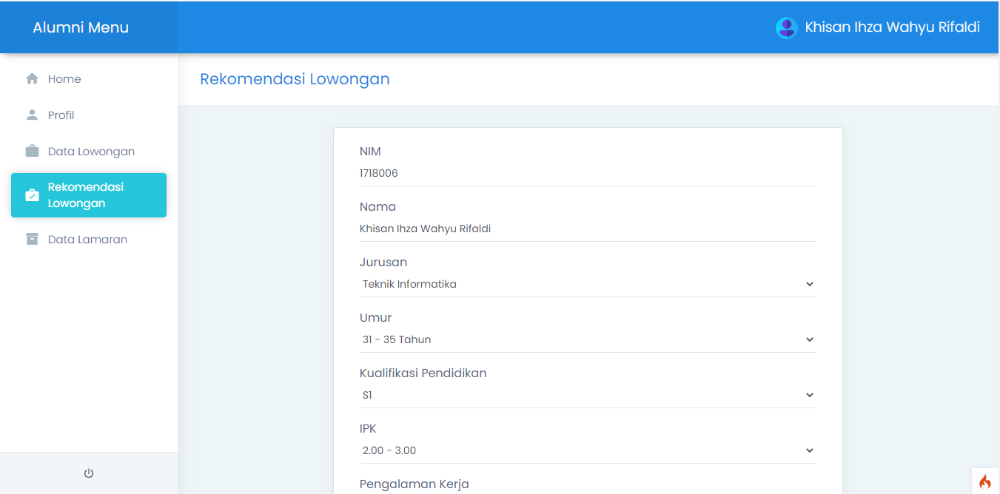 Alumni Menu
Khisan Ihza Wahyu Rifaldi
Home
Profil
Data Lowongan
Rekomendasi
Lowongan
Data Lamaran
Rekomendasi Lowongan
NIM
1718006
Nama
Khisan Ihza Wahyu Rifaldi
Jurusan
Teknik Informatika
Umur
31 - 35 Tahun
Kualifikasi Pendidikan
S1
IPK
2.00 - 3.00
Pengalaman Kerja